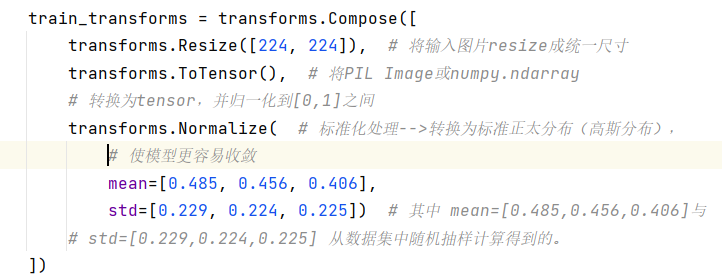 train_transforms = transforms.Compose([
transforms.Resize([224, 224]),  # 将输入图片resize成统一尺寸
transforms.ToTensor(),  # 将PIL Image或numpy.ndarray
# 转换为tensor，并归一化到[0,1]之间
transforms.Normalize(  # 标准化处理-->转换为标准正太分布（高斯分布），
# 使模型更容易收敛
mean=[0.485, 0.456, 0.406],
std=[0.229, 0.224, 0.225])  # 其中 mean=[0.485,0.456,0.406]与
# std=[0.229,0.224,0.225] 从数据集中随机抽样计算得到的。
])